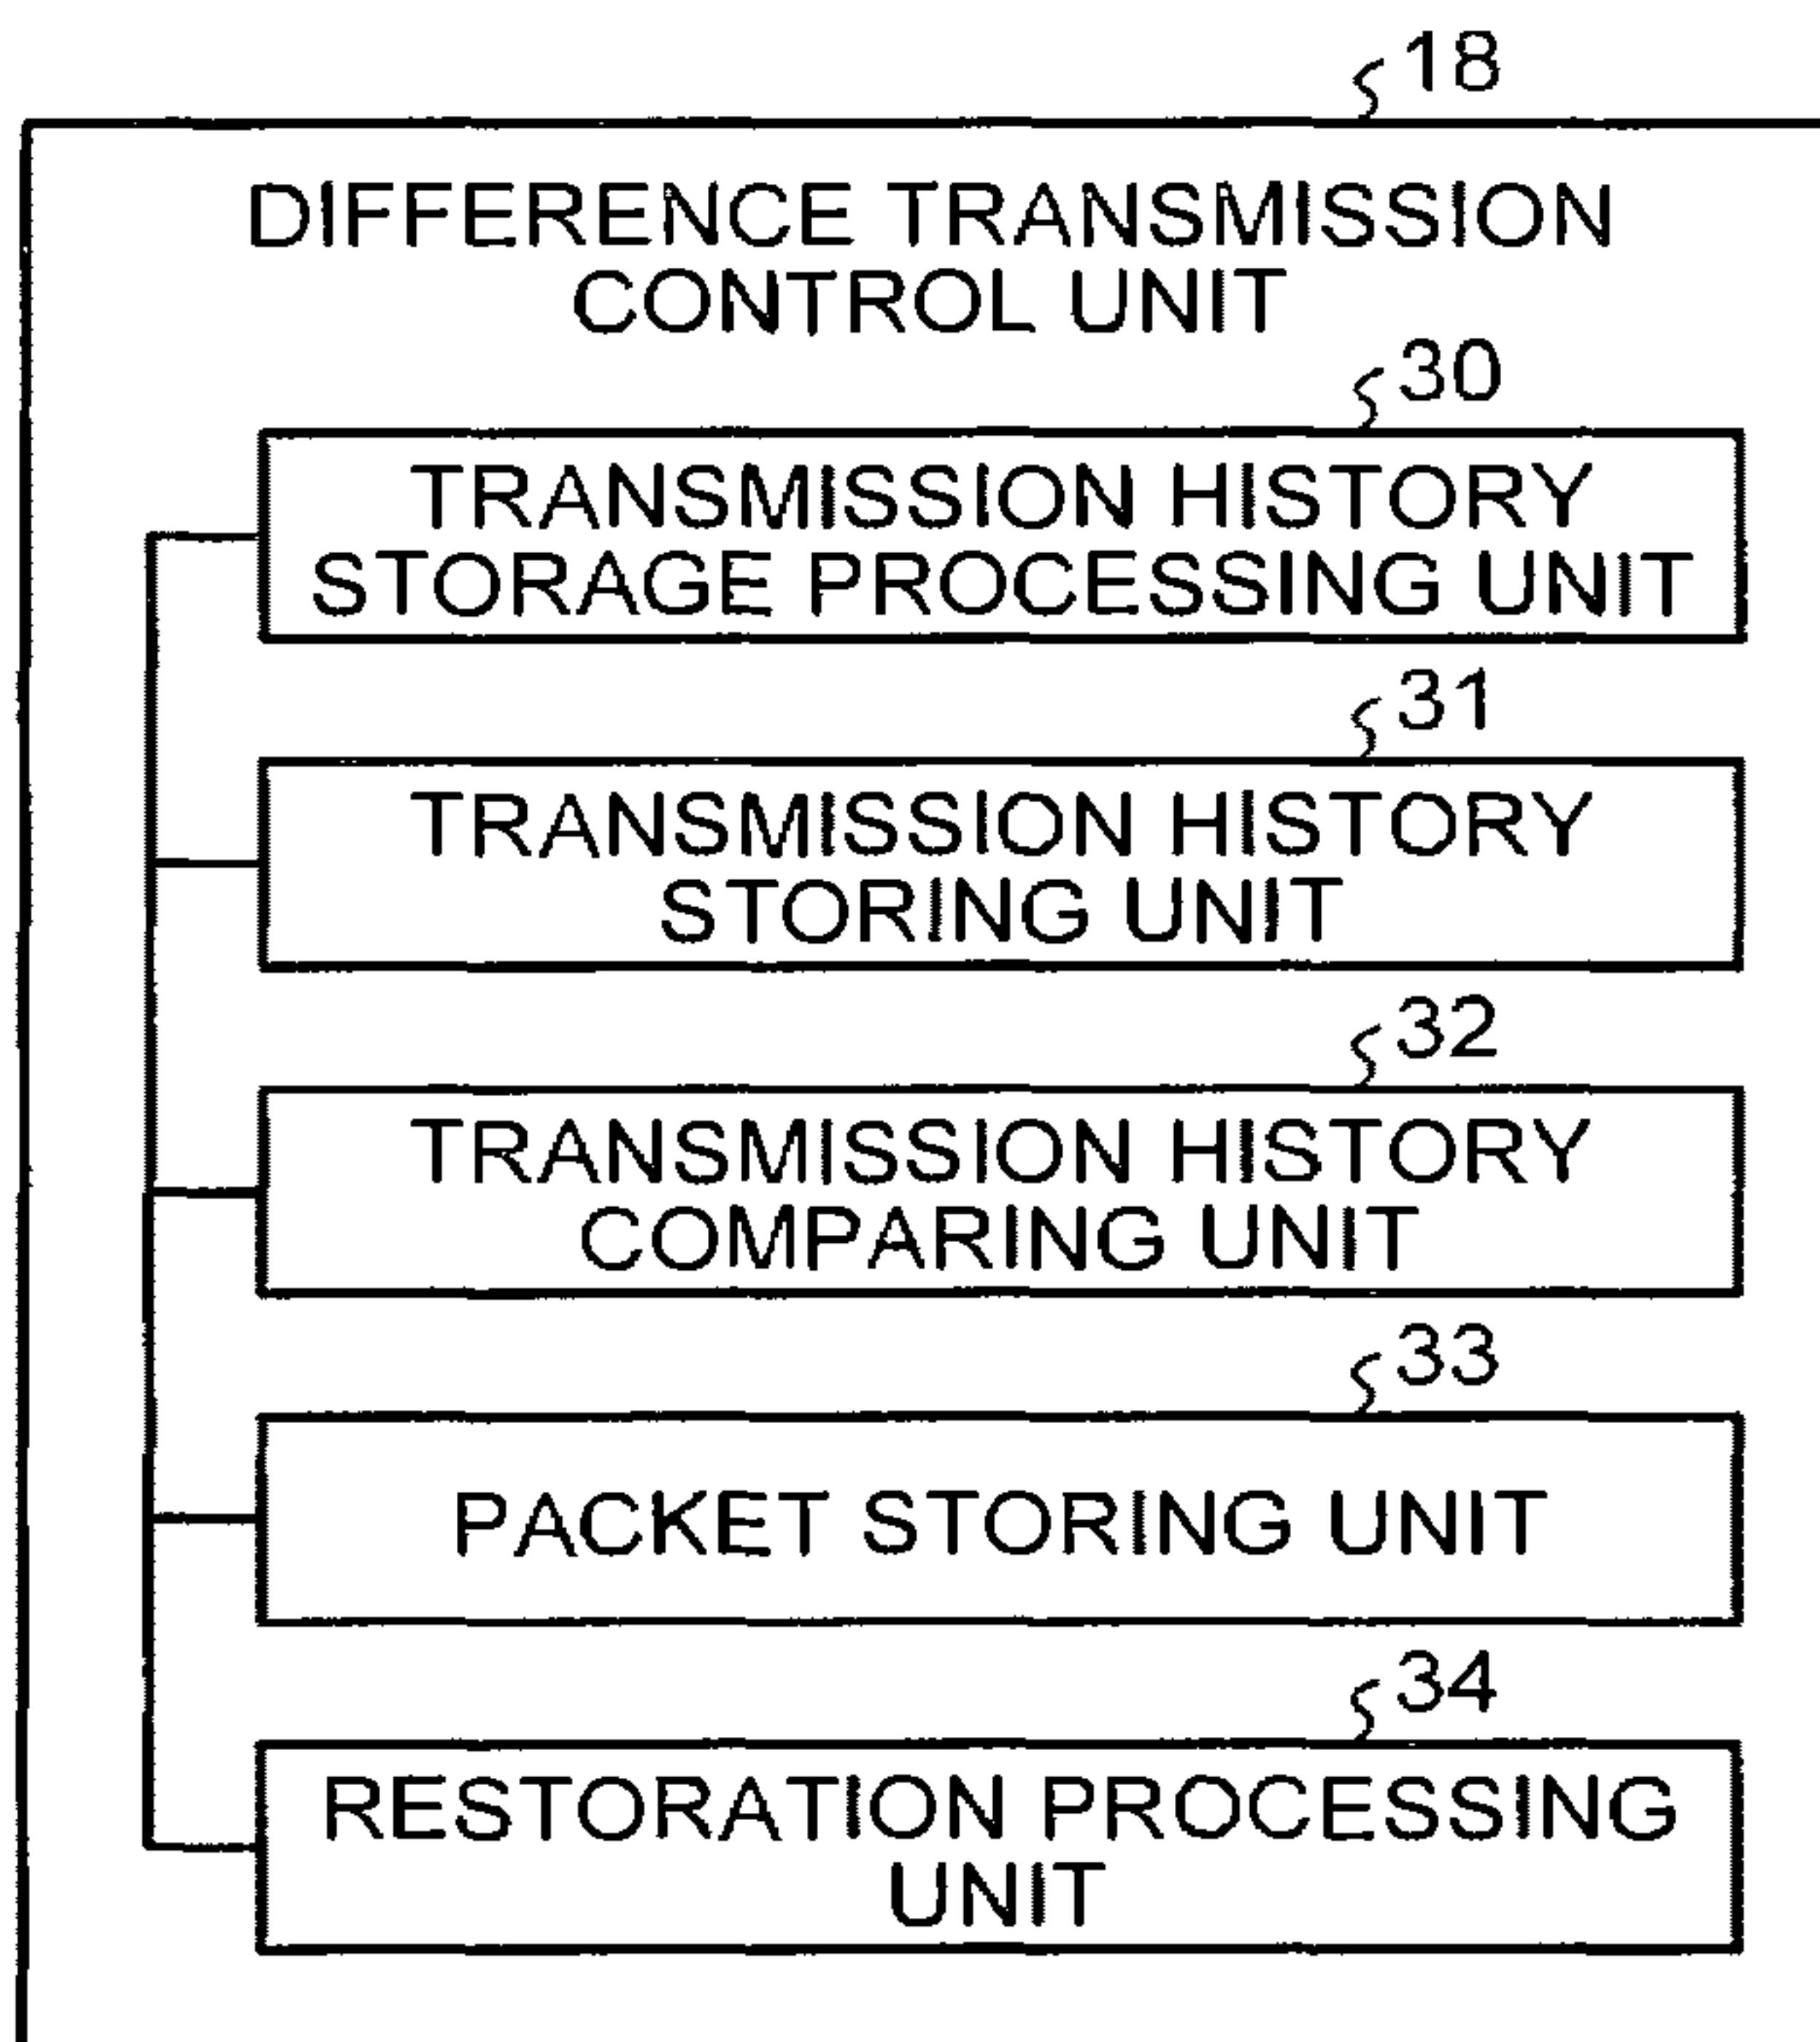 18
DIFFERENCE TRANSMISSION
CONTROL UNIT
30
TRANSMISSION HISTORY
STORAGE PROCESSING UNIT
31
TRANSMISSION HISTORY
STORING UNIT
32
TRANSMISSION HISTORY
COMPARING UNIT
33
PACKET STORING UNIT
34
RESTORATION PROCESSING
UNIT